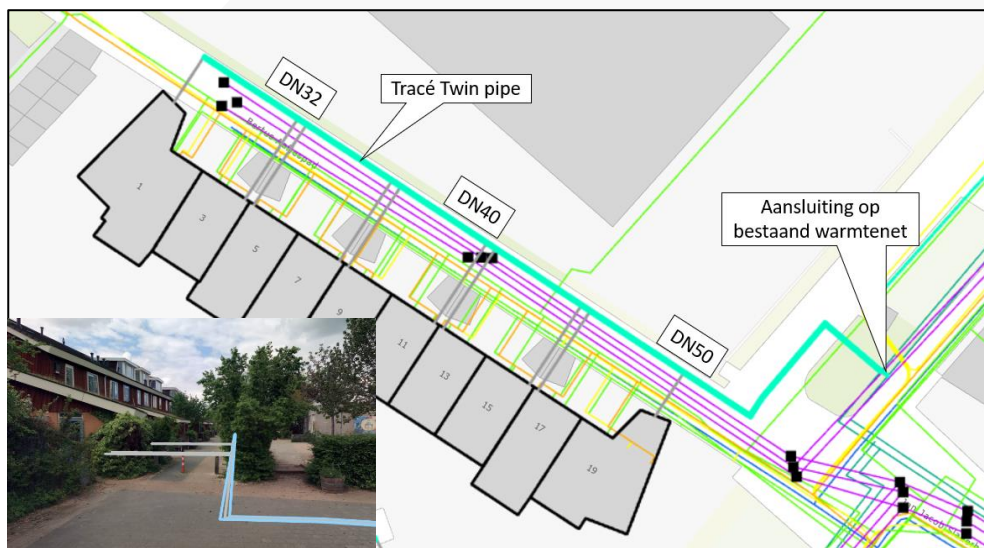 DN32
Tracé Twin pipe
DN40
Aansluiting op
bestaand warmtenet
DN50
1
3
5
7
9
11
13
15
17
19